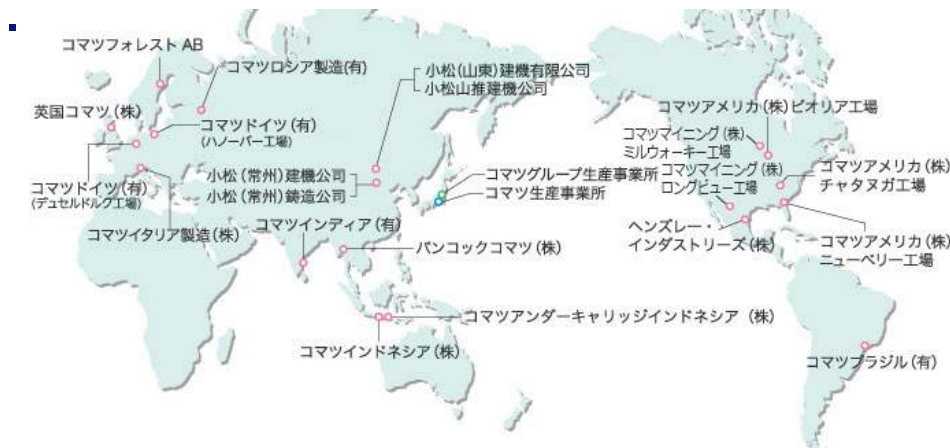 コマツフォレスト AB
コマツロシア製造(有)
小松(山東)建機有限公司
小松山推建機公司
英国コマツ(株)
コマツドイツ(有)
(ハノーバー工場)
コマツドイツ(有)
(デュセルドルク工場)
コマツイタリア製造(株)
小松(常州)建機公司
小松(常州)鋳造公司
コマツインディア(有)
バンコックコマツ(株)
コマツグループ生産事業所
コマツ生産事業所
コマツアンダーキャリッジインドネシア(株)
コマツインドネシア(株)
コマツアメリカ(株)ピオリア工場
コマツマイニング(株)
ミルウォーキー工場
コマツマイニング(株)
ロングビュー工場
コマツアメリカ(株)
チャタヌガ工場
ヘンズレー・
インダストリーズ(株)
コマツアメリカ(株)
ニューベリー工場
コマツブラジル(有)